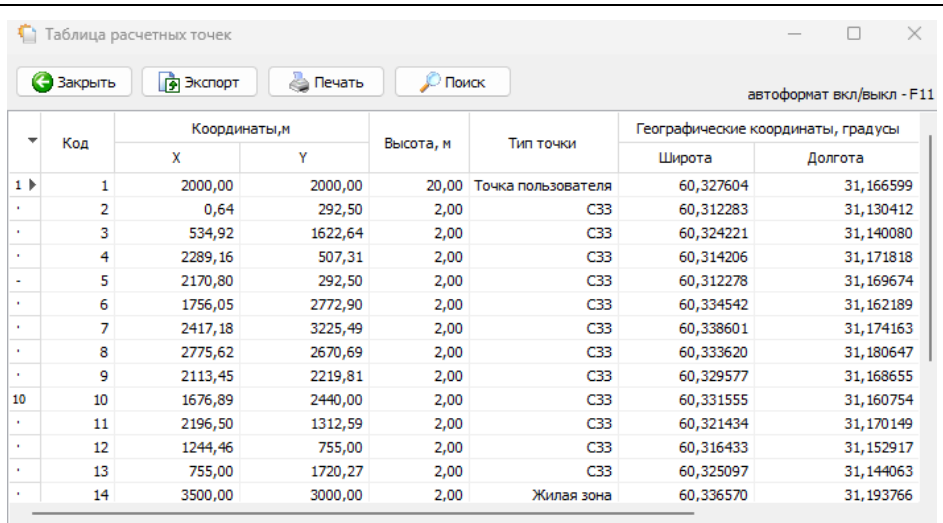 Таблица расчетных точек
Закрыть Экспорт Печать Поиск
автоформат вкл/выкл - F11
Код Координаты,м Высота, м Тип точки Географические координаты, градусы
X Y Широта Долгота
1 1 2000,00 2000,00 20,00 Точка пользователя 60,327604 31,166599
2 0,64 292,50 2,00 СЗЗ 60,312283 31,130412
3 534,92 1622,64 2,00 СЗЗ 60,324221 31,140080
4 2289,16 507,31 2,00 СЗЗ 60,314206 31,171818
5 2170,80 292,50 2,00 СЗЗ 60,312278 31,169674
6 1756,05 2772,90 2,00 СЗЗ 60,334542 31,162189
7 2417,18 3225,49 2,00 СЗЗ 60,338601 31,174163
8 2775,62 2670,69 2,00 СЗЗ 60,333620 31,180647
9 2113,45 2219,81 2,00 СЗЗ 60,329577 31,168655
10 10 1676,89 2440,00 2,00 СЗЗ 60,331555 31,160754
11 2196,50 1312,59 2,00 СЗЗ 60,321434 31,170149
12 1244,46 755,00 2,00 СЗЗ 60,316433 31,152917
13 755,00 1720,27 2,00 СЗЗ 60,325097 31,144063
14 3500,00 3000,00 2,00 Жилая зона 60,336570 31,193766